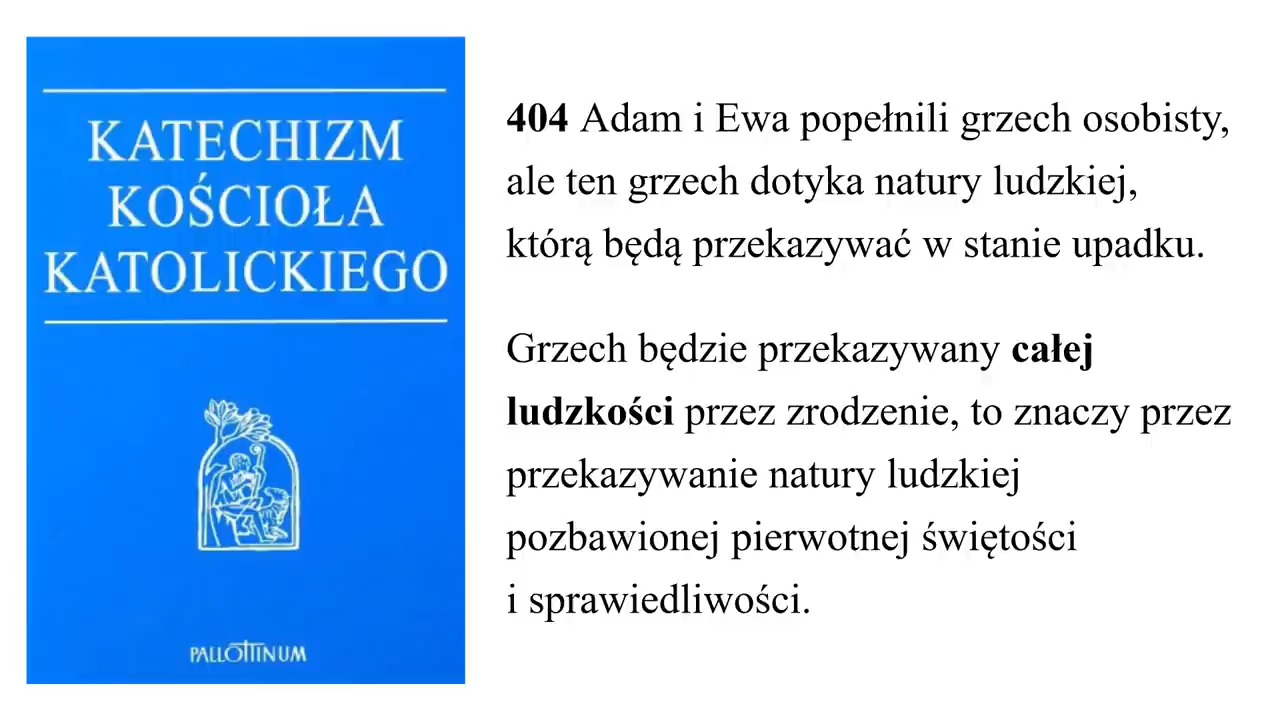 KATECHIZM
KOŚCIOŁA
KATOLICKIEGO
PALLOTTINUM
404 Adam i Ewa popełnili grzech osobisty,
ale ten grzech dotyka natury ludzkiej,
którą będą przekazywać w stanie upadku.
Grzech będzie przekazywany całej
ludzkości przez zrodzenie, to znaczy przez
przekazywanie natury ludzkiej
pozbawionej pierwotnej świętości
i sprawiedliwości.